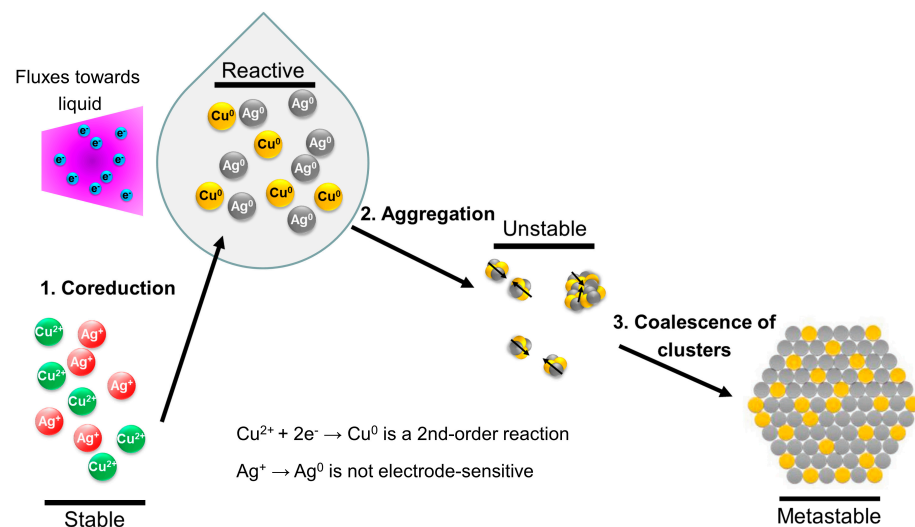 Fluxes towards
liquid
e⁻ e⁻ e⁻ e⁻ e⁻ e⁻ e⁻ e⁻ e⁻
Reactive
Ag⁰
Cu⁰ Ag⁰
Cu⁰ Ag⁰
Ag⁰ Ag⁰
Cu⁰ Ag⁰ Cu⁰ Cu⁰
Ag⁰
1. Coreduction
Cu²⁺ Ag⁺
Ag⁺
Cu²⁺ Ag⁺
Cu²⁺
Ag⁺ Ag⁺ Cu²⁺
Cu²⁺
Stable
2. Aggregation
Unstable
3. Coalescence of
clusters
Cu²⁺ + 2e⁻ → Cu⁰ is a 2nd-order reaction
Ag⁺ → Ag⁰ is not electrode-sensitive
Metastable